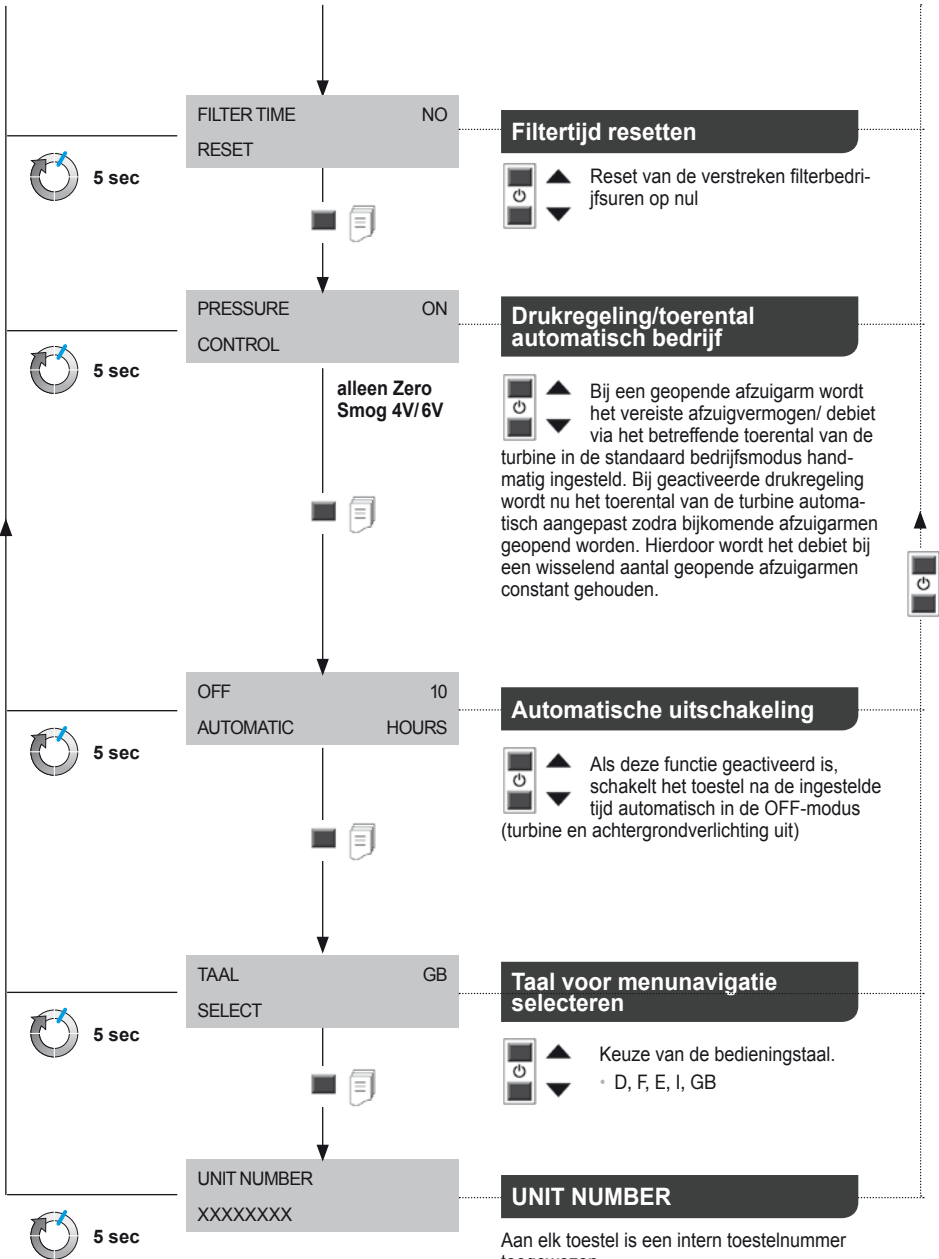 FILTER TIME NO
RESET
5 sec
Filtertijd resetten
Reset van de verstreken filterbedri-
jfsuren op nul
PRESSURE ON
CONTROL
5 sec
alleen Zero
Smog 4V/ 6V
Drukregeling/toerental
automatisch bedrijf
Bij een geopende afzuigarm wordt
het vereiste afzuigvermogen/ debiet
via het betreffende toerental van de
turbine in de standaard bedrijfsmodus hand-
matig ingesteld. Bij geactiveerde drukregeling
wordt nu het toerental van de turbine automa-
tisch aangepast zodra bijkomende afzuigarmen
geopend worden. Hierdoor wordt het debiet bij
een wisselend aantal geopende afzuigarmen
constant gehouden.
OFF 10
AUTOMATIC HOURS
5 sec
Automatische uitschakeling
Als deze functie geactiveerd is,
schakelt het toestel na de ingestelde
tijd automatisch in de OFF-modus
(turbine en achtergrondverlichting uit)
TAAL GB
SELECT
5 sec
Taal voor menunavigatie
selecteren
Keuze van de bedieningstaal.
• D, F, E, I, GB
UNIT NUMBER
XXXXXXXX
5 sec
UNIT NUMBER
Aan elk toestel is een intern toestelnummer